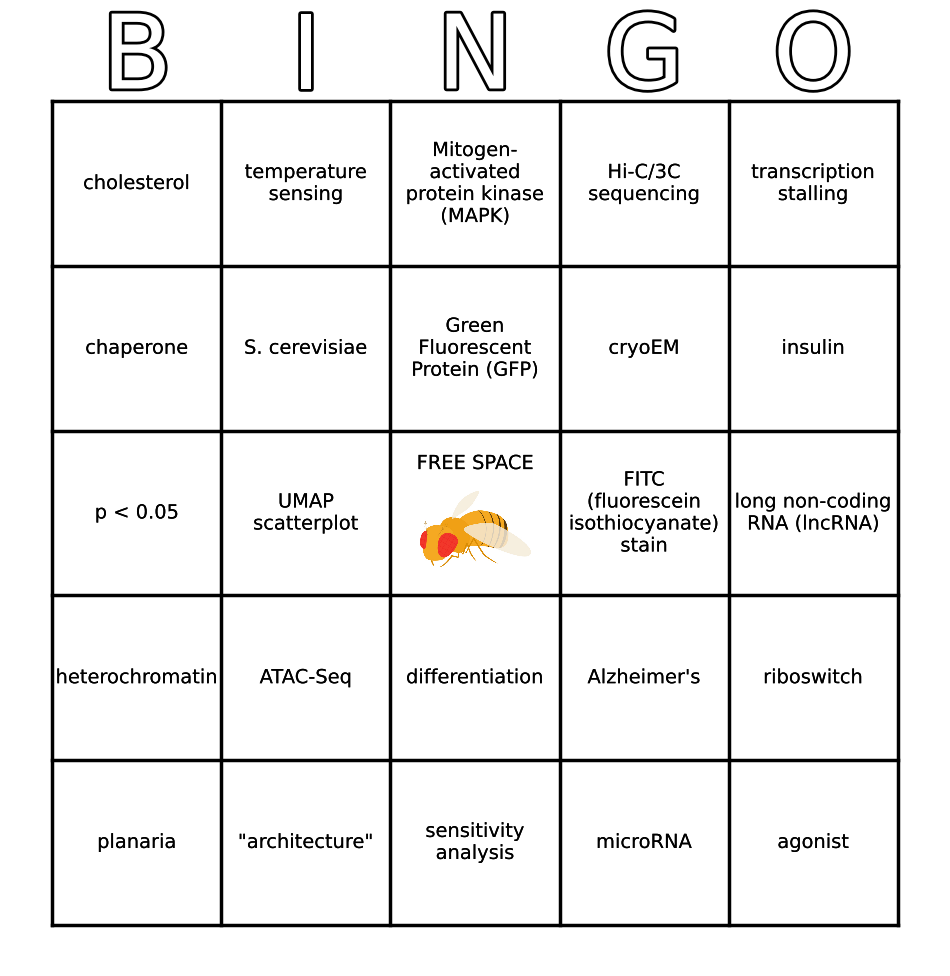 B I N G O
cholesterol
temperature
sensing
Mitogen-
activated
protein kinase
(MAPK)
Hi-C/3C
sequencing
transcription
stalling
chaperone
S. cerevisiae
Green
Fluorescent
Protein (GFP)
cryoEM
insulin
p < 0.05
UMAP
scatterplot
FREE SPACE
FITC
(fluorescein
isothiocyanate)
stain
long non-coding
RNA (lncRNA)
heterochromatin
ATAC-Seq
differentiation
Alzheimer's
riboswitch
planaria
"architecture"
sensitivity
analysis
microRNA
agonist